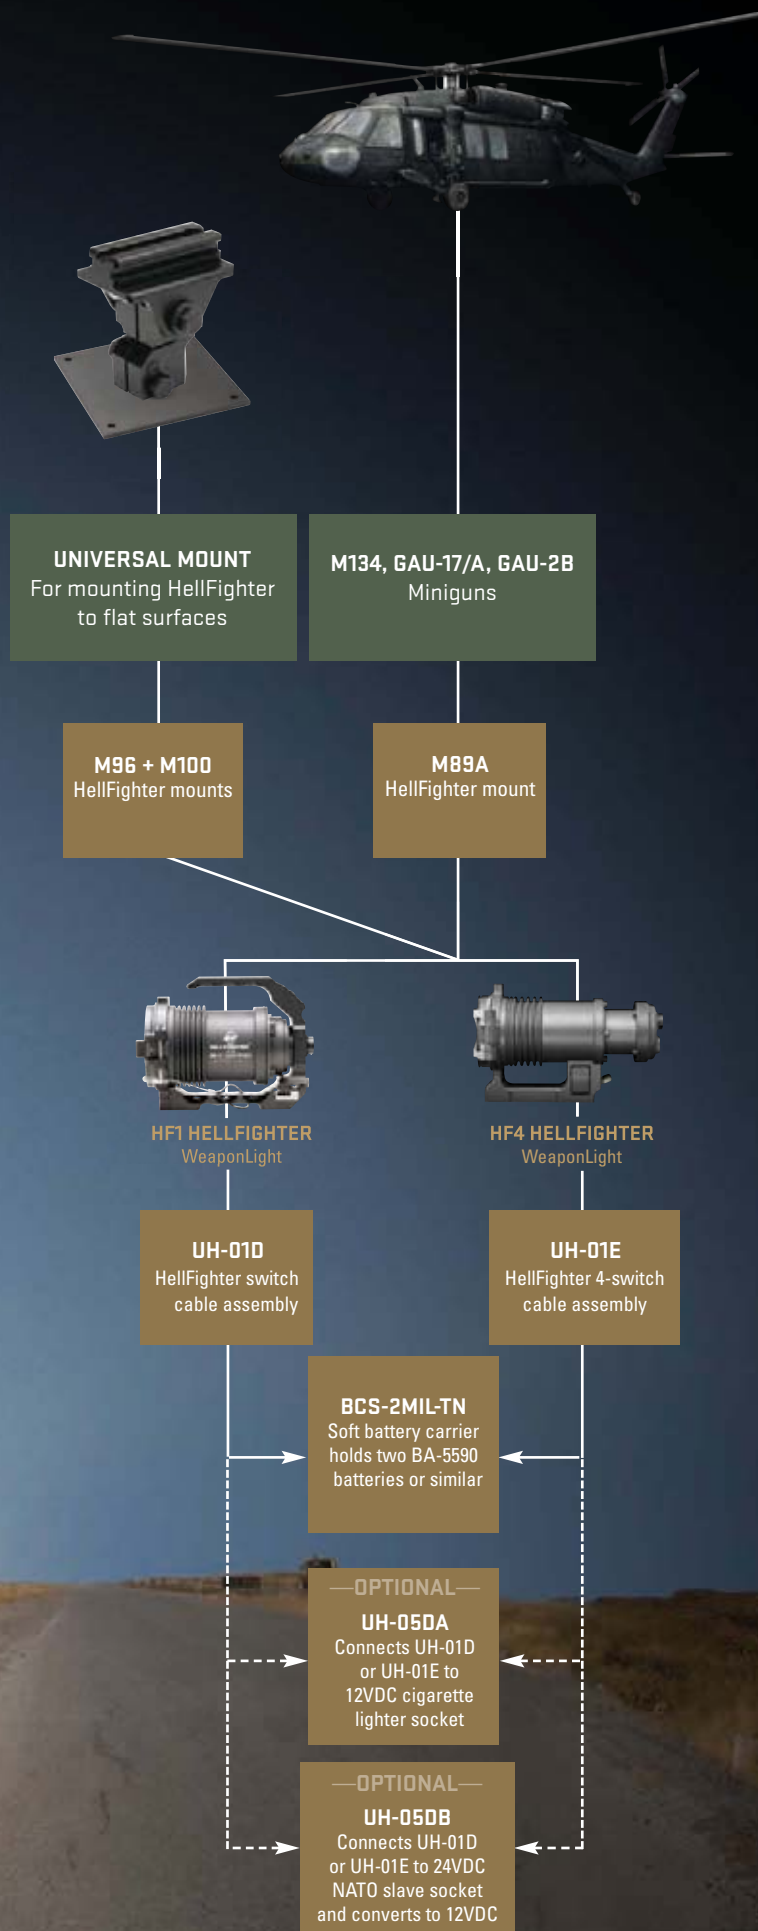 UNIVERSAL MOUNT
For mounting HellFighter
to flat surfaces
M134, GAU-17/A, GAU-2B
Miniguns
M96 + M100
HellFighter mounts
M89A
HellFighter mount
HF1 HELLFIGHTER
WeaponLight
HF4 HELLFIGHTER
WeaponLight
UH-01D
HellFighter switch
cable assembly
UH-01E
HellFighter 4-switch
cable assembly
BCS-2MIL-TN
Soft battery carrier
holds two BA-5590
batteries or similar
—OPTIONAL—
UH-05DA
Connects UH-01D
or UH-01E to
12VDC cigarette
lighter socket
—OPTIONAL—
UH-05DB
Connects UH-01D
or UH-01E to 24VDC
NATO slave socket
and converts to 12VDC